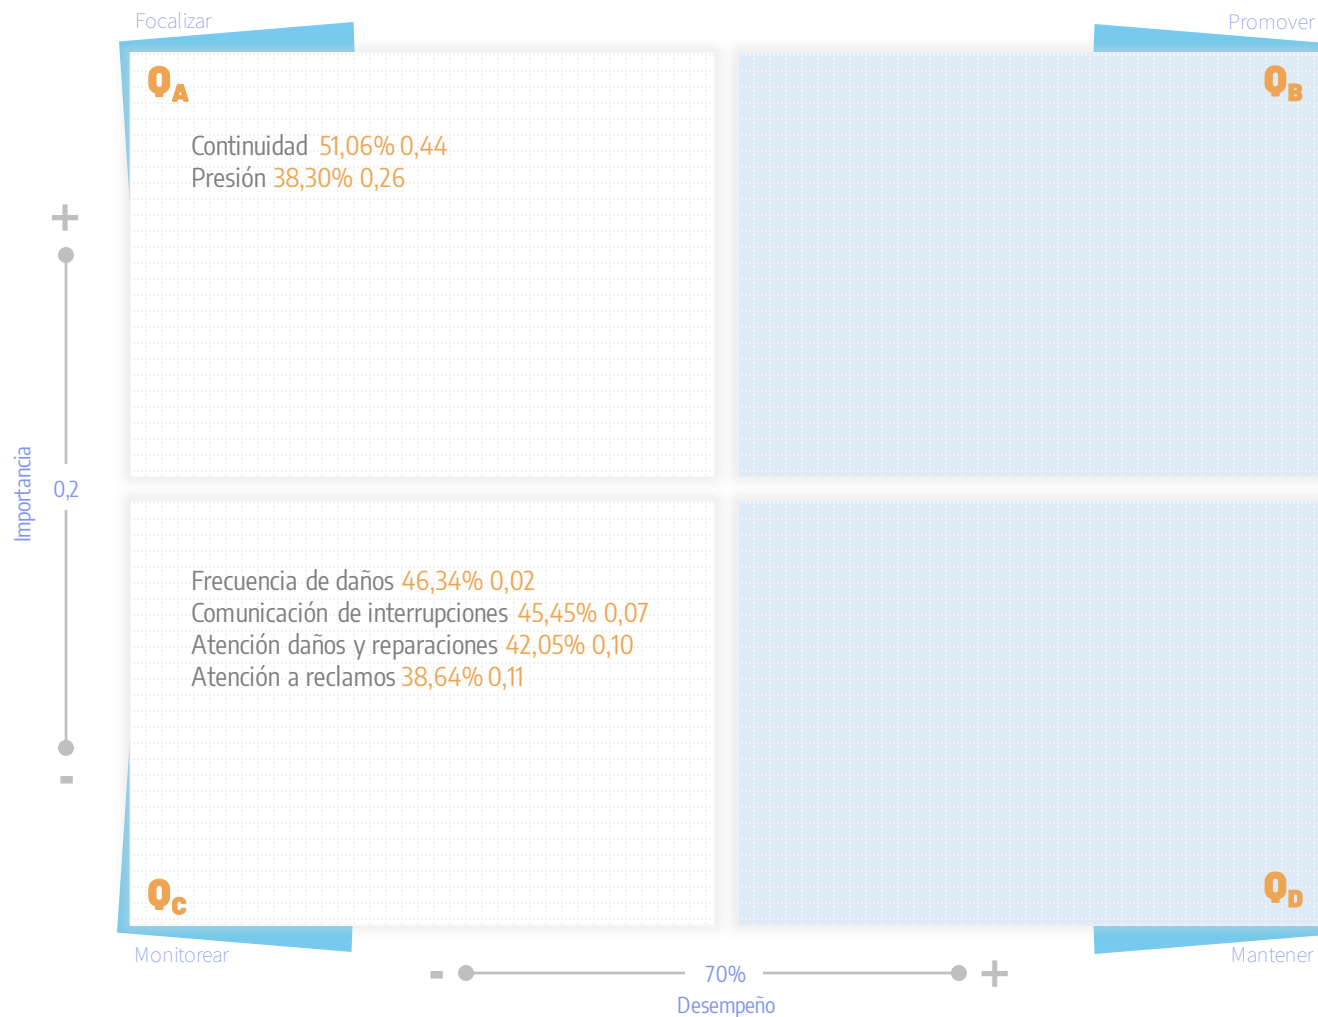 Focalizar
Promover
QA
QB
Continuidad 51,06% 0,44
Presión 38,30% 0,26
+
Importancia
0,2
Frecuencia de daños 46,34% 0,02
Comunicación de interrupciones 45,45% 0,07
Atención daños y reparaciones 42,05% 0,10
Atención a reclamos 38,64% 0,11
-
QC
QD
Monitorear
Mantener
- 70% +
Desempeño